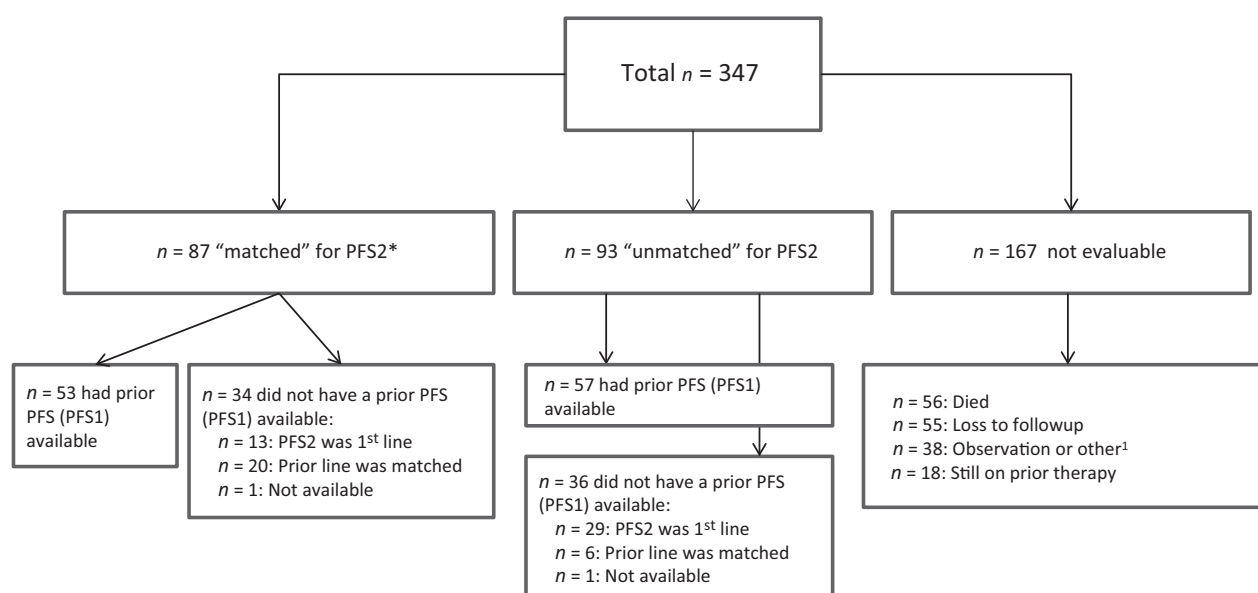 Total n = 347
n = 87 “matched” for PFS2*
n = 93 “unmatched” for PFS2
n = 167 not evaluable
n = 53 had prior
PFS (PFS1)
available
n = 34 did not have a prior PFS
(PFS1) available:
n = 13: PFS2 was 1st line
n = 20: Prior line was matched
n = 1: Not available
n = 57 had prior PFS (PFS1)
available
n = 36 did not have a prior PFS
(PFS1) available:
n = 29: PFS2 was 1st line
n = 6: Prior line was matched
n = 1: Not available
n = 56: Died
n = 55: Loss to followup
n = 38: Observation or other1
n = 18: Still on prior therapy